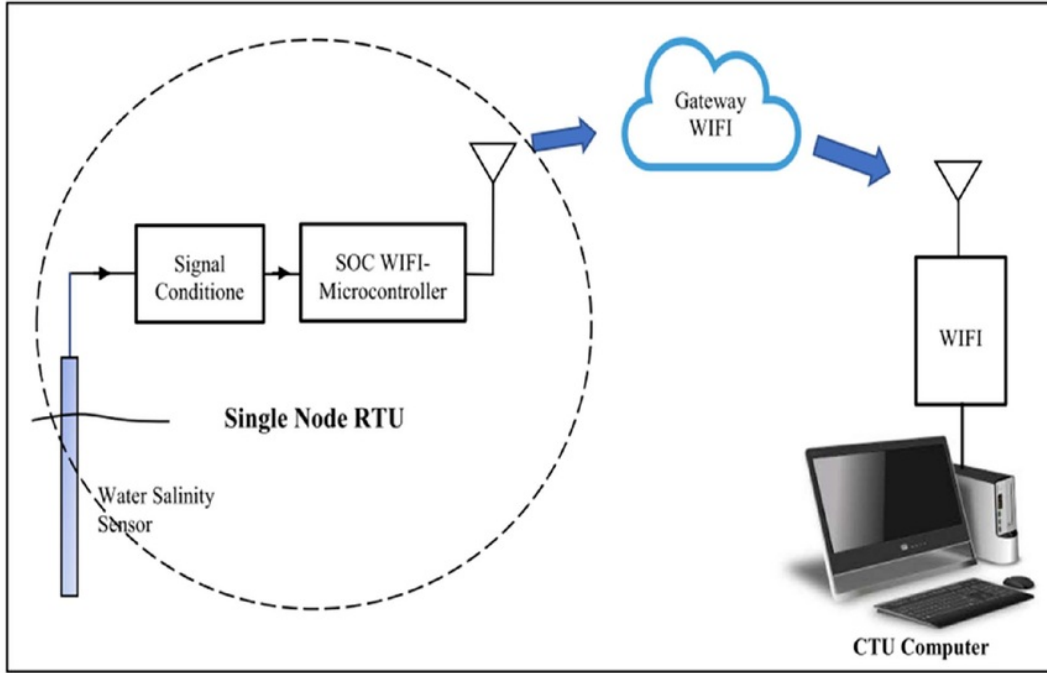 Gateway
WIFI
Signal
Conditione
SOC WIFI-
Microcontroller
WIFI
Single Node RTU
Water Salinity
Sensor
CTU Computer